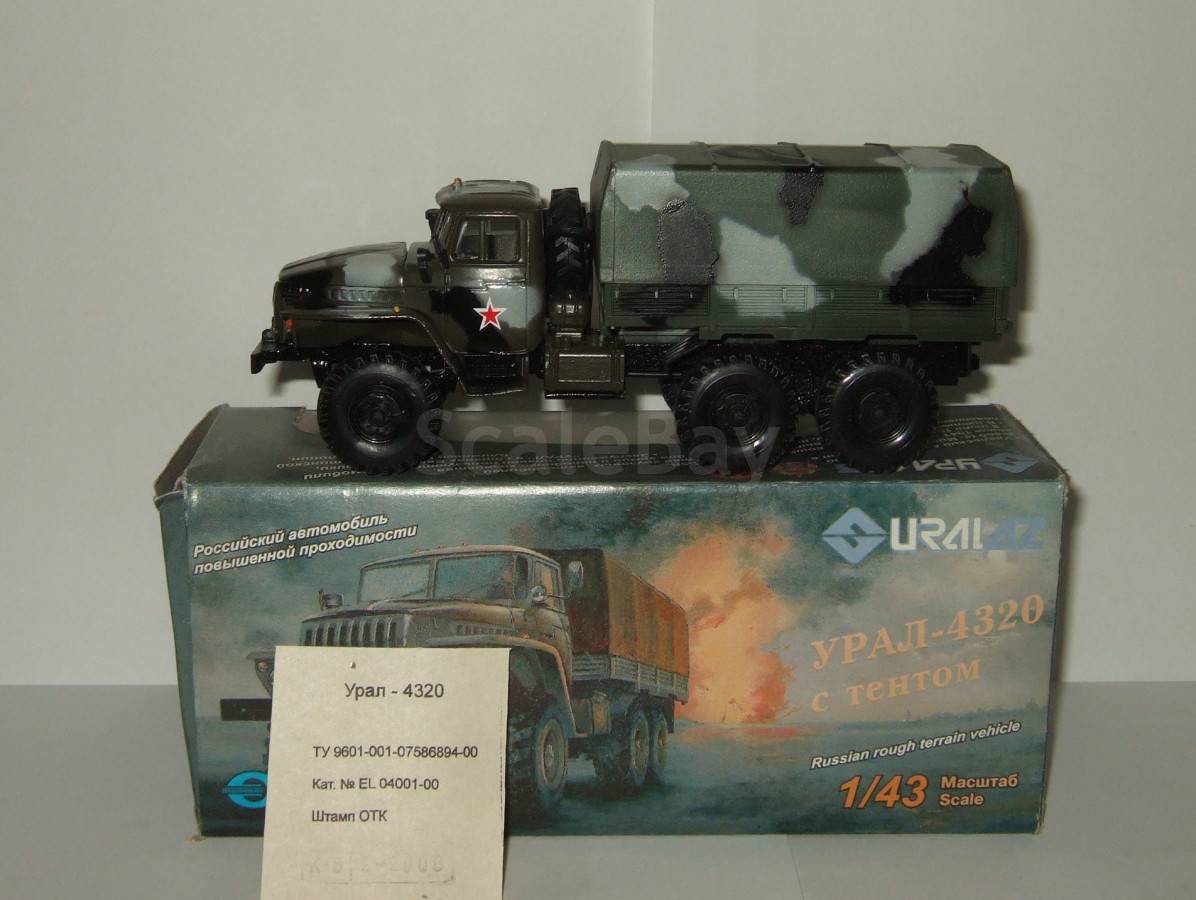 ScaleBay
УРАЛ
Российский автомобиль
повышенной проходимости
URALAZ
УРАЛ-4320
с тентом
Russian rough terrain vehicle
1/43 Масштаб
Scale
Урал - 4320
ТУ 9601-001-07586894-00
Кат. № EL 04001-00
Штамп ОТК